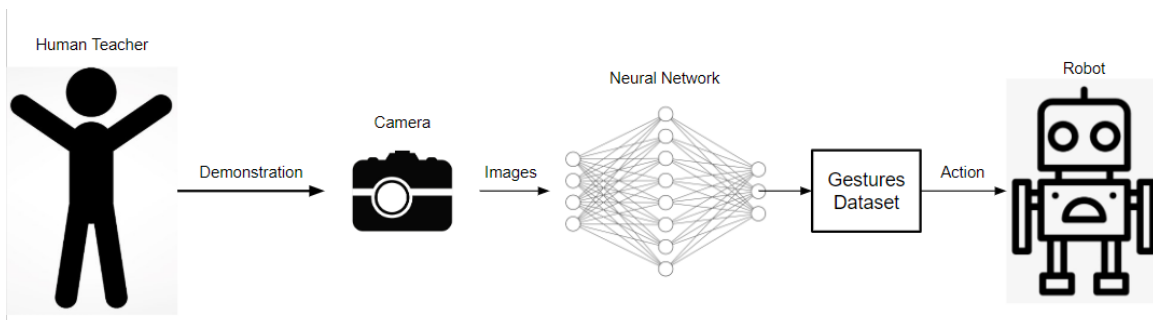 Human Teacher
Demonstration
Camera
Images
Neural Network
Gestures
Dataset
Action
Robot